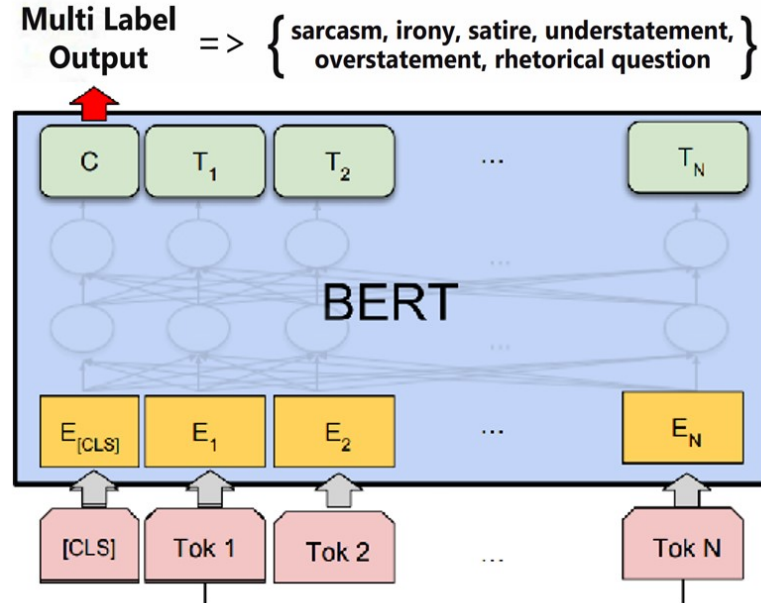 Multi Label
Output => { sarcasm, irony, satire, understatement,
overstatement, rhetorical question }
C T1 T2 ... TN
...
BERT
...
E[CLS] E1 E2 ... EN
[CLS] Tok 1 Tok 2 ... Tok N